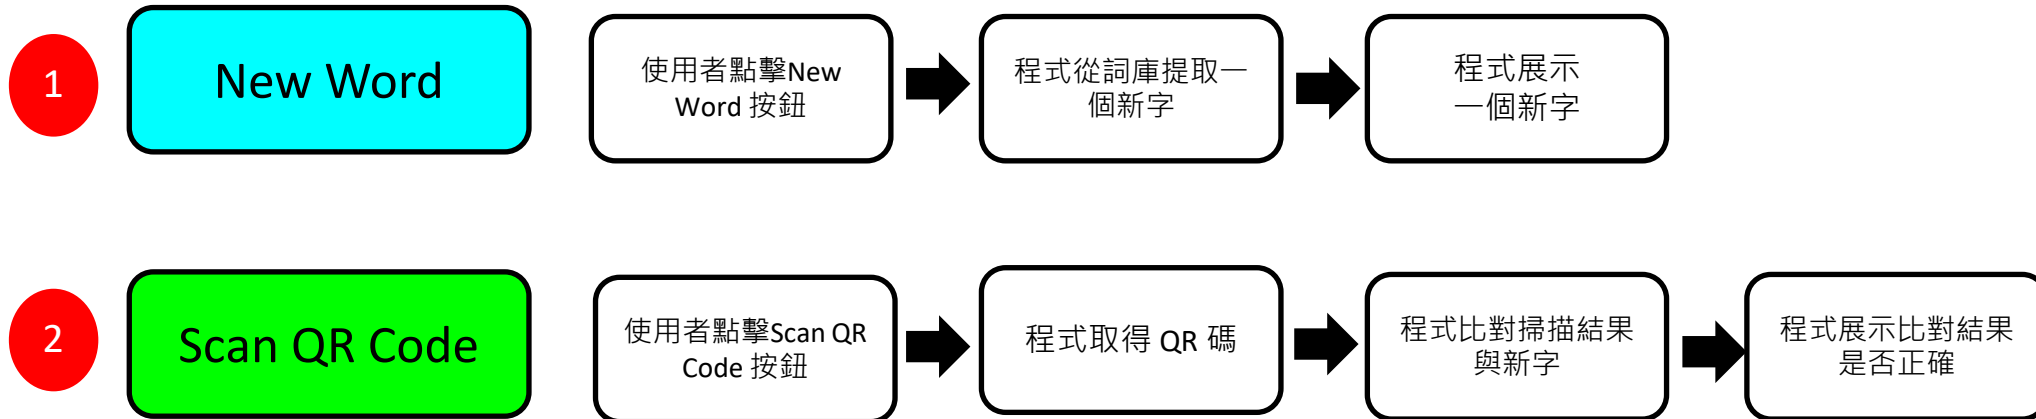 1
New Word
使用者點擊New
Word 按鈕
程式從詞庫提取一
個新字
程式展示
一個新字
2
Scan QR Code
使用者點擊Scan QR
Code 按鈕
程式取得 QR 碼
程式比對掃描結果
與新字
程式展示比對結果
是否正確